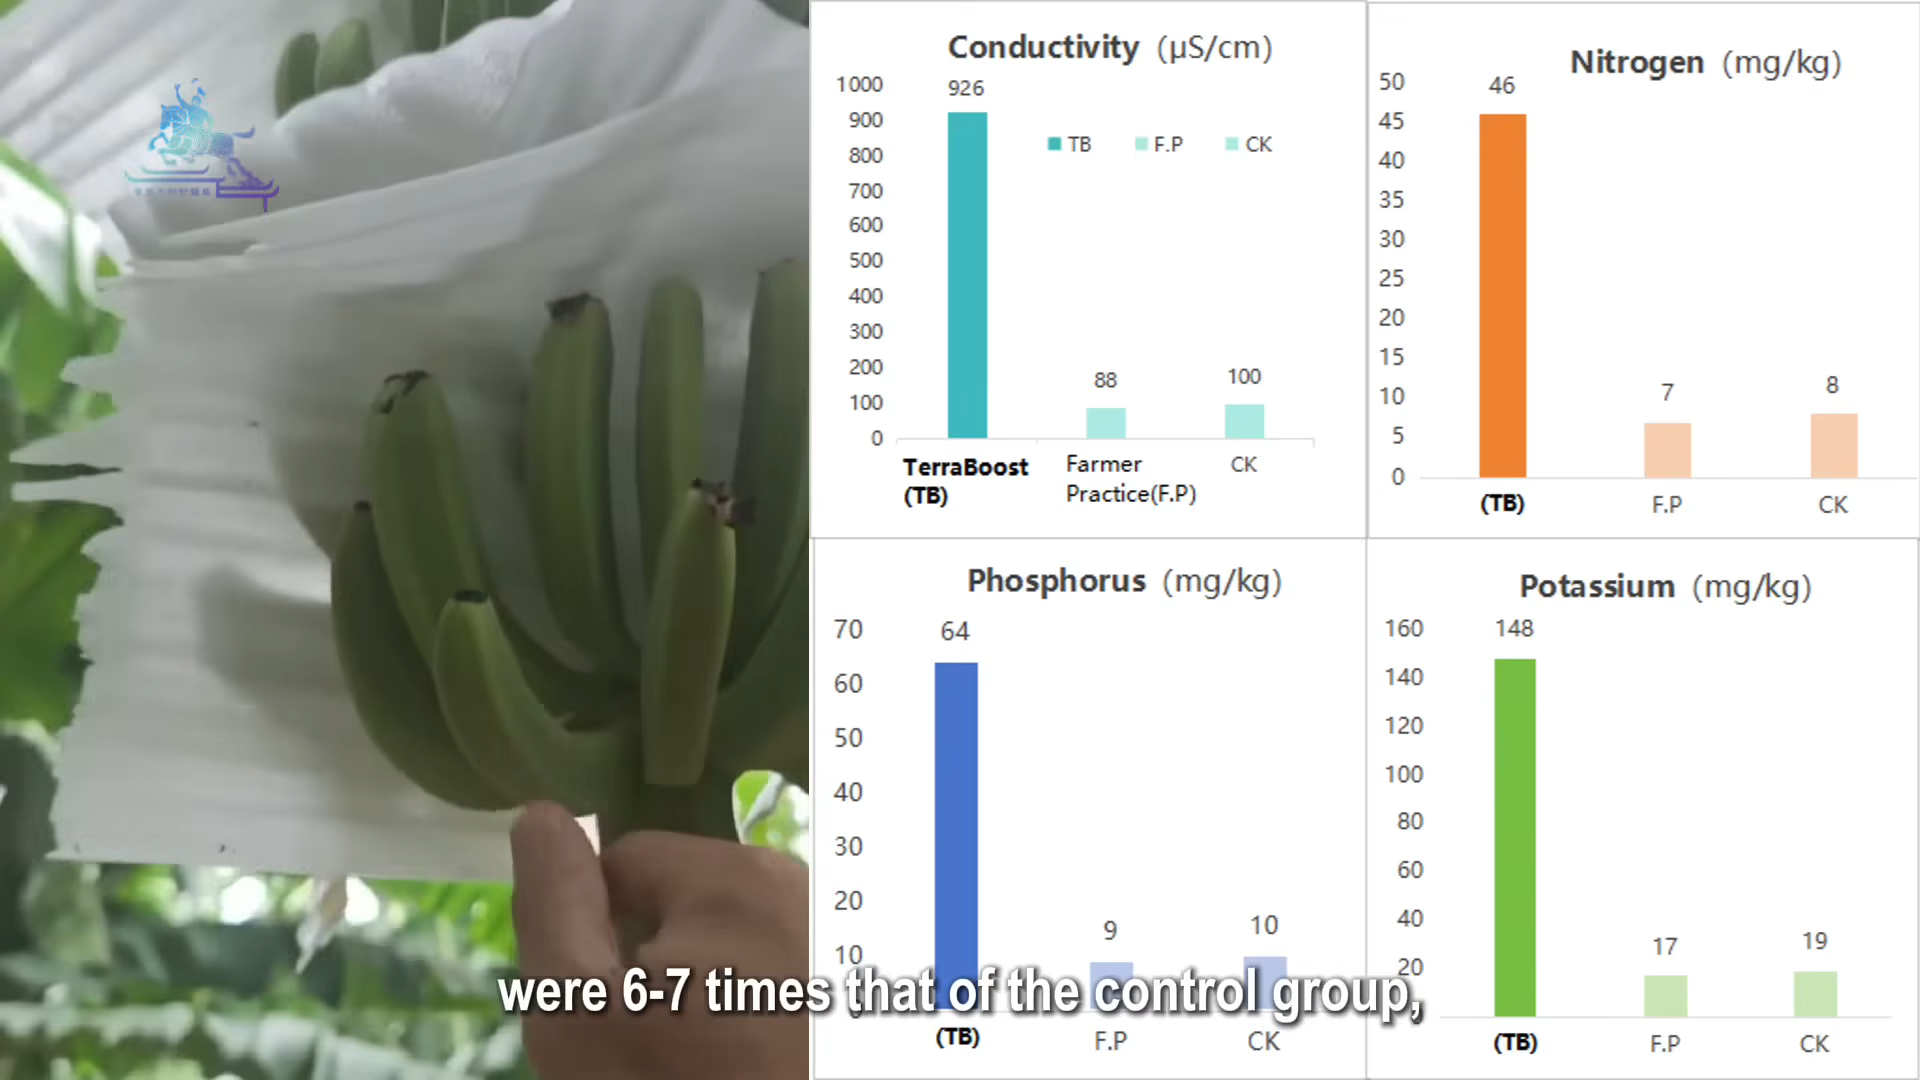 Conductivity (μS/cm)
1000
900
800
700
600
500
400
300
200
100
0
926
88
100
TB
F.P
CK
TerraBoost
(TB)
Farmer
Practice(F.P)
CK
Nitrogen (mg/kg)
50
45
40
35
30
25
20
15
10
5
0
46
7
8
(TB)
F.P
CK
Phosphorus (mg/kg)
70
60
50
40
30
20
10
64
9
10
(TB)
F.P
CK
Potassium (mg/kg)
160
140
120
100
80
60
40
20
148
17
19
(TB)
F.P
CK
were 6-7 times that of the control group,